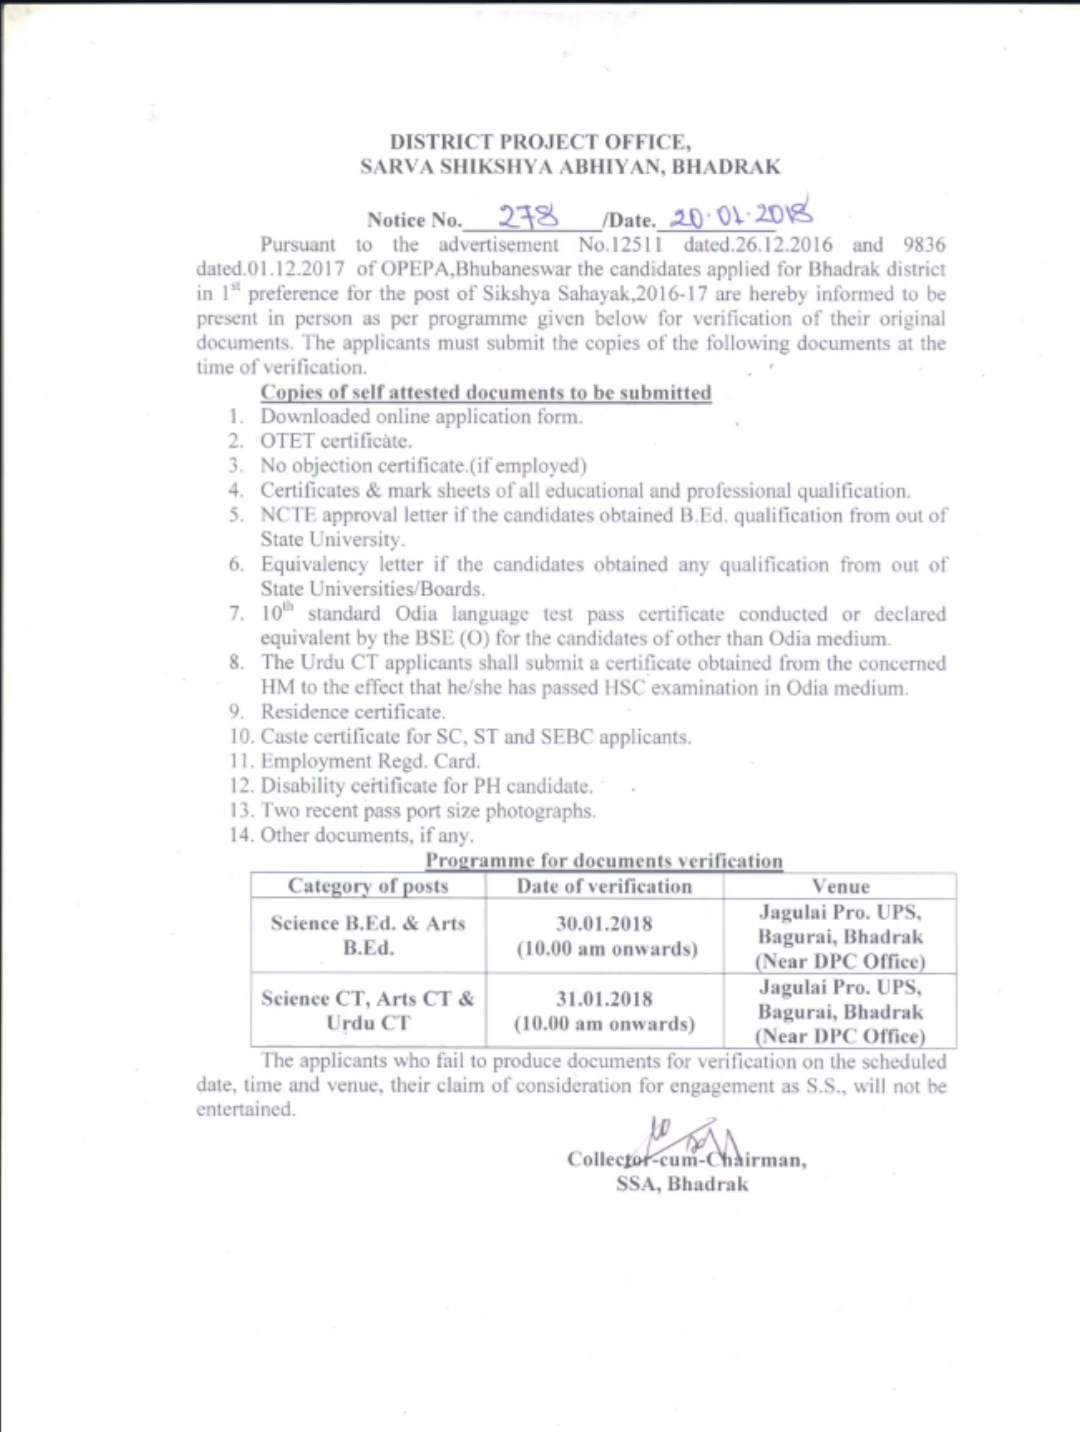 DISTRICT PROJECT OFFICE,
SARVA SHIKSHYA ABHIYAN, BHADRAK
Notice No. 278 /Date. 20.01.2018
Pursuant to the advertisement No.12511 dated.26.12.2016 and 9836
dated.01.12.2017 of OPEPA,Bhubaneswar the candidates applied for Bhadrak district
in 1st preference for the post of Sikshya Sahayak,2016-17 are hereby informed to be
present in person as per programme given below for verification of their original
documents. The applicants must submit the copies of the following documents at the
time of verification.
Copies of self attested documents to be submitted
1. Downloaded online application form.
2. OTET certificate.
3. No objection certificate.(if employed)
4. Certificates & mark sheets of all educational and professional qualification.
5. NCTE approval letter if the candidates obtained B.Ed. qualification from out of
State University.
6. Equivalency letter if the candidates obtained any qualification from out of
State Universities/Boards.
7. 10th standard Odia language test pass certificate conducted or declared
equivalent by the BSE (O) for the candidates of other than Odia medium.
8. The Urdu CT applicants shall submit a certificate obtained from the concerned
HM to the effect that he/she has passed HSC examination in Odia medium.
9. Residence certificate.
10. Caste certificate for SC, ST and SEBC applicants.
11. Employment Regd. Card.
12. Disability certificate for PH candidate.
13. Two recent pass port size photographs.
14. Other documents, if any.
Programme for documents verification
Category of posts Date of verification Venue
Science B.Ed. & Arts
B.Ed.
30.01.2018
(10.00 am onwards)
Jagulai Pro. UPS,
Bagurai, Bhadrak
(Near DPC Office)
Science CT, Arts CT &
Urdu CT
31.01.2018
(10.00 am onwards)
Jagulai Pro. UPS,
Bagurai, Bhadrak
(Near DPC Office)
The applicants who fail to produce documents for verification on the scheduled
date, time and venue, their claim of consideration for engagement as S.S., will not be
entertained.
Collector-cum-Chairman,
SSA, Bhadrak